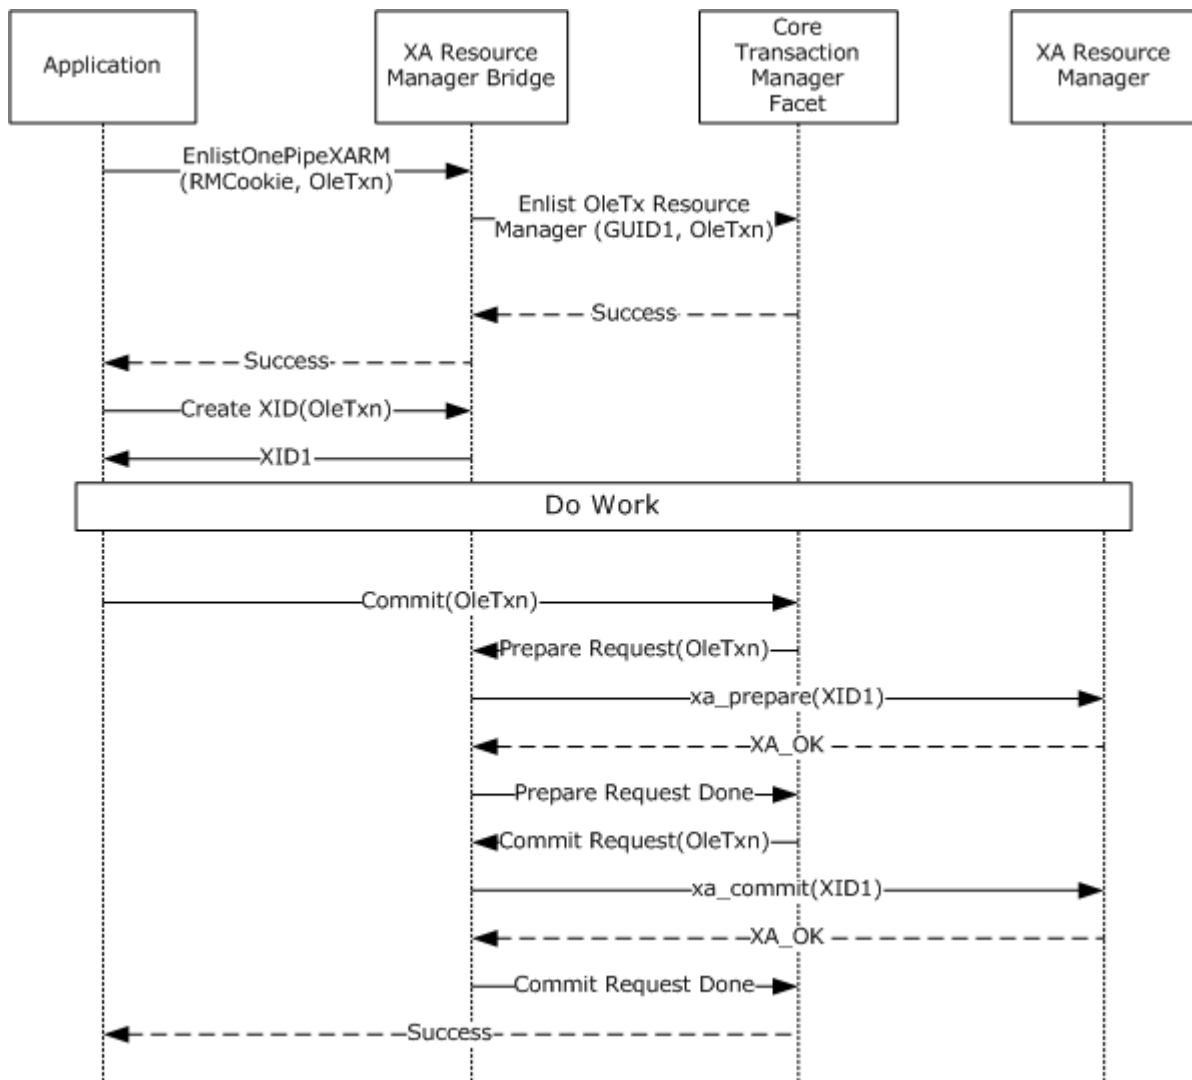 Application
XA Resource
Manager Bridge
Core
Transaction
Manager
Facet
XA Resource
Manager
EnlistOnePipeXARM
(RMCookie, OleTxn)
Enlist OleTx Resource
Manager (GUID1, OleTxn)
Success
Success
Create XID(OleTxn)
XID1
Do Work
Commit(OleTxn)
Prepare Request(OleTxn)
xa_prepare(XID1)
XA_OK
Prepare Request Done
Commit Request(OleTxn)
xa_commit(XID1)
XA_OK
Commit Request Done
Success